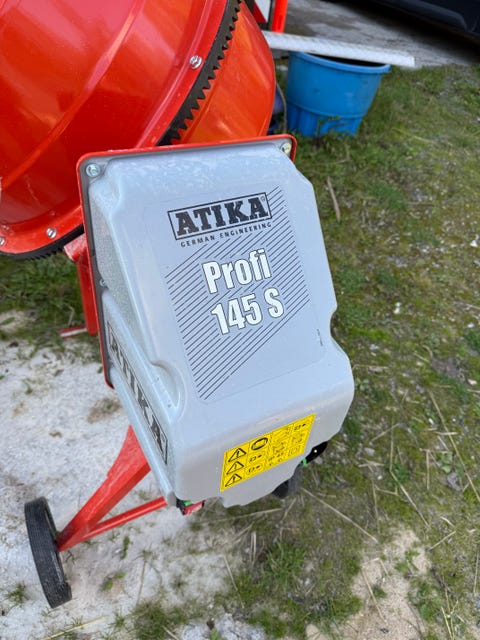 ATIKA
GERMAN ENGINEERING
Profi
145 S
ATIKA